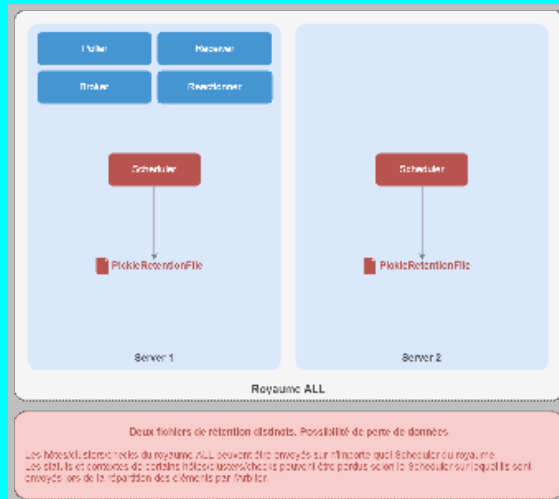 Poller
Receiver
Broker
Reactionner
Scheduler
Scheduler
PickleRetentionFile
PickleRetentionFile
Server 1
Server 2
Royaume ALL
Deux fichiers de rétention distincts. Possibilité de perte de données
Les hôtes/clusters/checks du royaume ALL peuvent être envoyés sur n'importe quel Scheduler du royaume.
Les statuts et contextes de certains hôtes/clusters/checks peuvent être perdus selon le Scheduler sur lequel ils sont
envoyés lors de la répartition des éléments par l'Arbiter.